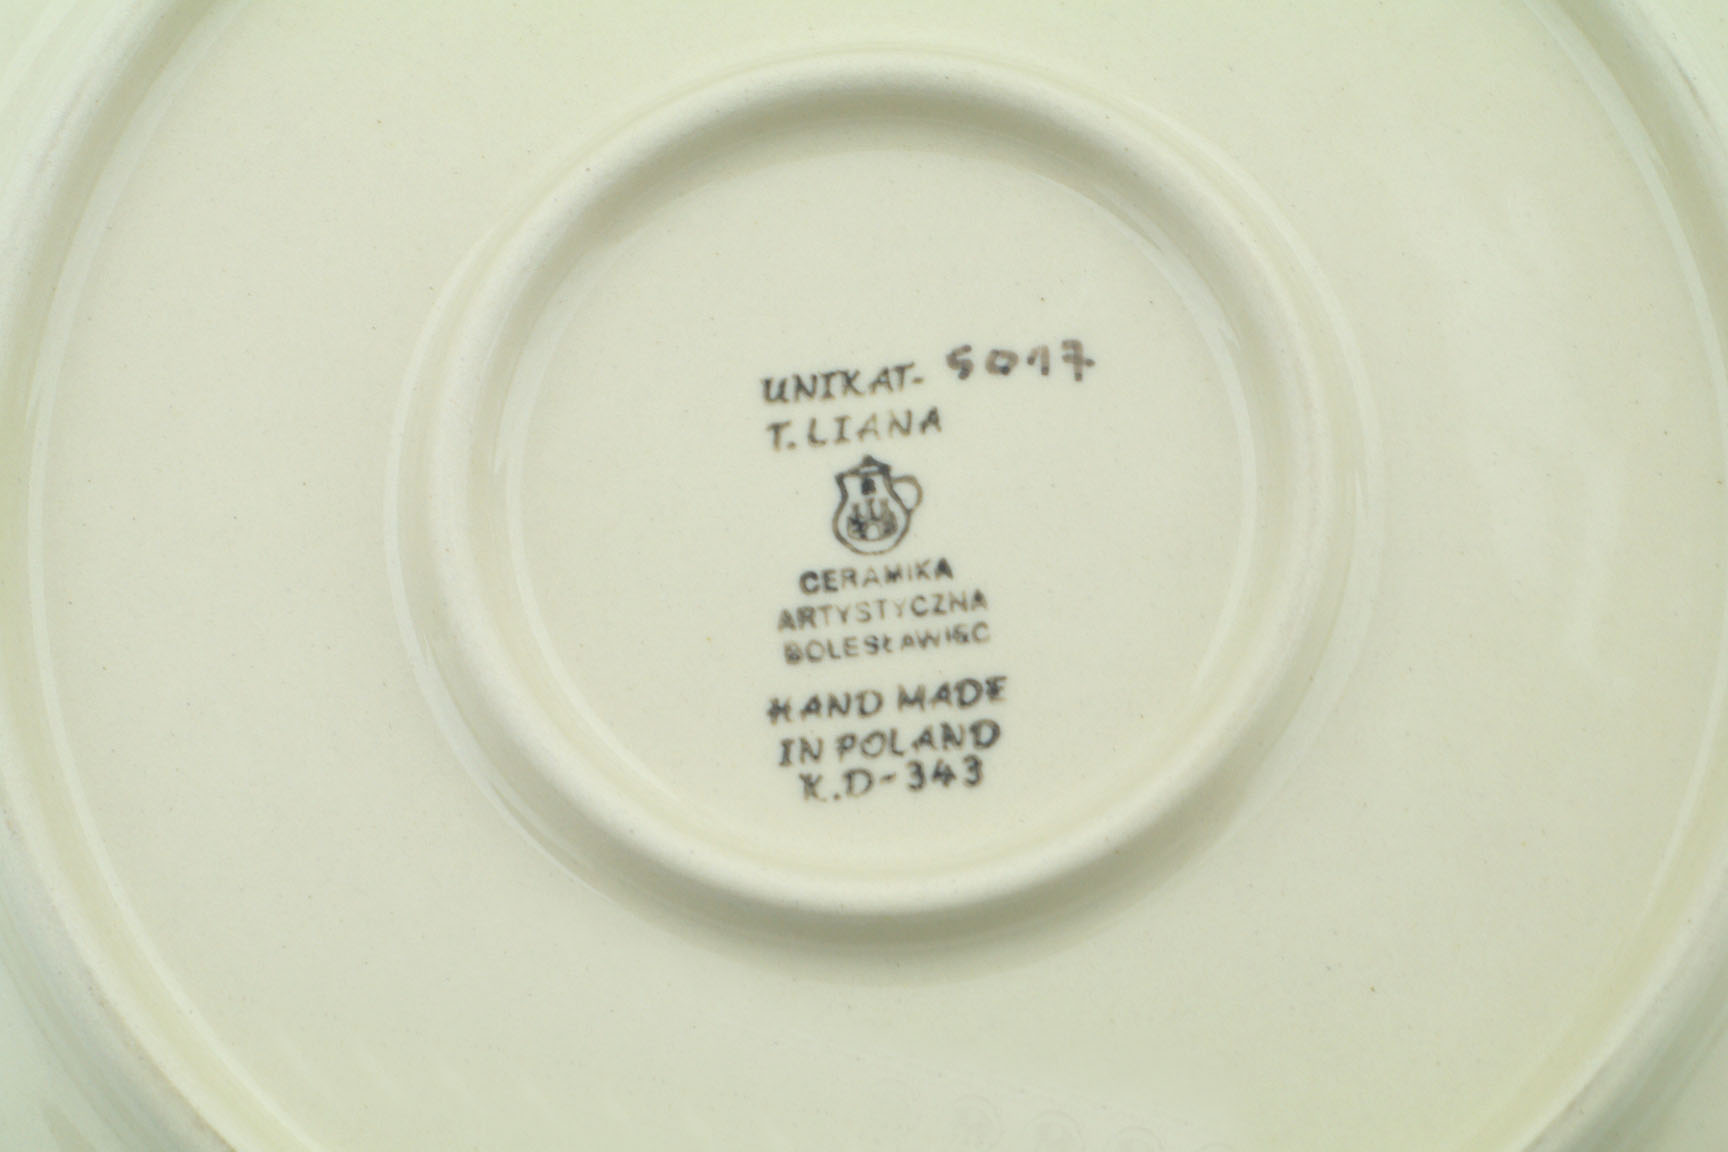 UNIKAT- 5017
T. LIANA
CERAMIKA
ARTYSTYCZNA
BOLESŁAWIEC
HAND MADE
IN POLAND
K.D-343